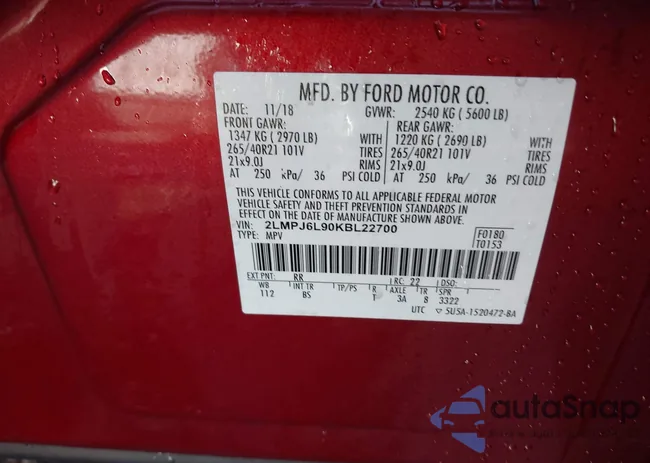 MFD. BY FORD MOTOR CO.
DATE: 11/18 GVWR: 2540 KG ( 5600 LB)
FRONT GAWR: REAR GAWR:
1347 KG ( 2970 LB) WITH 1220 KG ( 2690 LB) WITH
265/40R21 101V TIRES 265/40R21 101V TIRES
21x9.0J RIMS 21x9.0J RIMS
AT 250 kPa/ 36 PSI COLD AT 250 kPa/ 36 PSI COLD
THIS VEHICLE CONFORMS TO ALL APPLICABLE FEDERAL MOTOR
VEHICLE SAFETY AND THEFT PREVENTION STANDARDS IN
EFFECT ON THE DATE OF MANUFACTURE SHOWN ABOVE.
VIN: 2LMPJ6L90KBL22700 F0180
TYPE: MPV T0153
EXT PNT: RR RC: 22 DSO:
WB INT TR TP/PS R AXLE TR SPR
112 BS T 3A 8 3322
UTC ▽ 5USA-1520472-BA
autoSnap